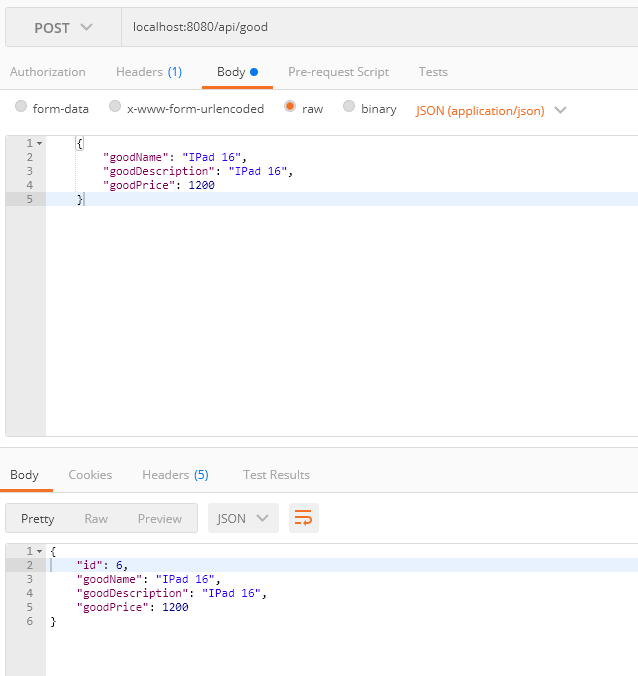 POST localhost:8080/api/good
Authorization Headers (1) Body Pre-request Script Tests
form-data x-www-form-urlencoded raw binary JSON (application/json)
1 {
2 "goodName": "IPad 16",
3 "goodDescription": "IPad 16",
4 "goodPrice": 1200
5 }
Body Cookies Headers (5) Test Results
Pretty Raw Preview JSON
1 {
2 "id": 6,
3 "goodName": "IPad 16",
4 "goodDescription": "IPad 16",
5 "goodPrice": 1200
6 }